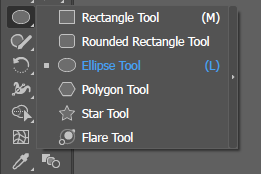 Rectangle Tool (M)
Rounded Rectangle Tool
Ellipse Tool (L)
Polygon Tool
Star Tool
Flare Tool